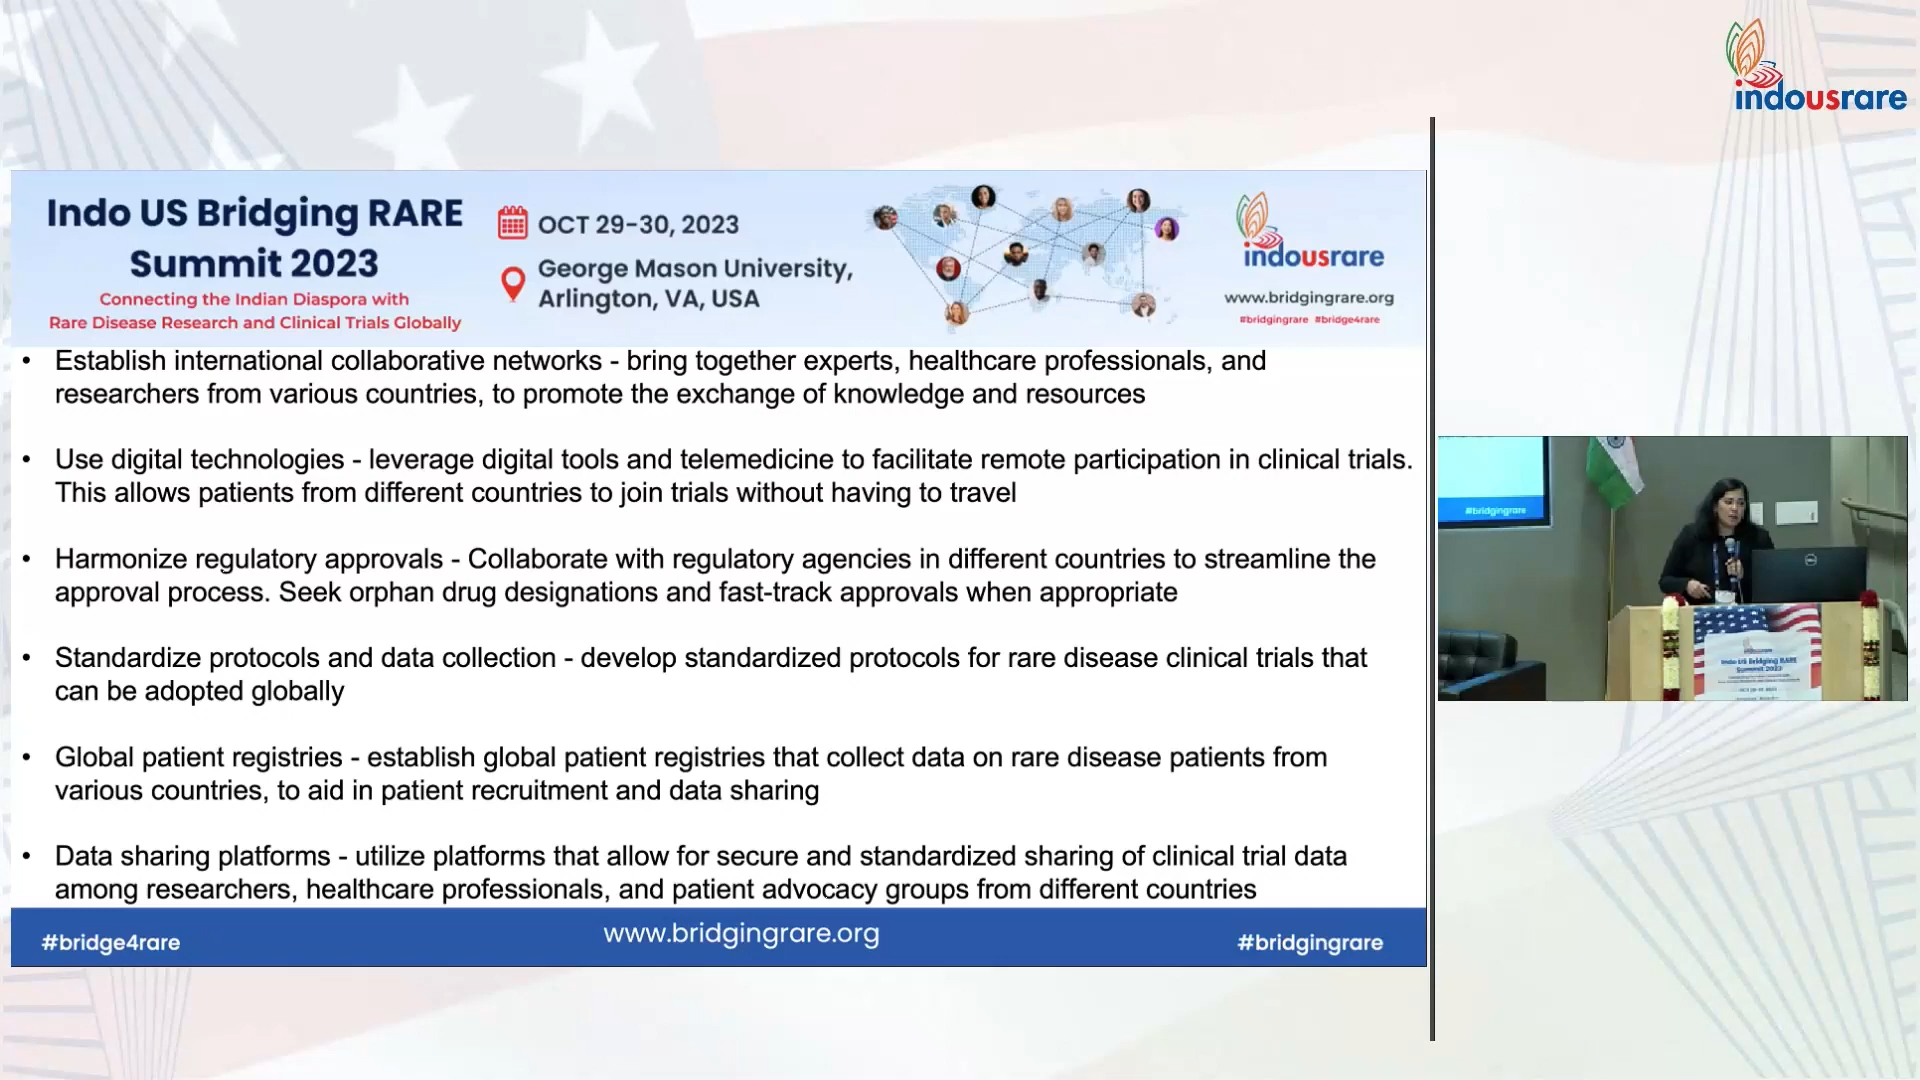 indousrare
Indo US Bridging RARE
Summit 2023
Connecting the Indian Diaspora with
Rare Disease Research and Clinical Trials Globally
OCT 29-30, 2023
George Mason University,
Arlington, VA, USA
indousrare
www.bridgingrare.org
#bridgingrare #bridge4rare
• Establish international collaborative networks - bring together experts, healthcare professionals, and
researchers from various countries, to promote the exchange of knowledge and resources
• Use digital technologies - leverage digital tools and telemedicine to facilitate remote participation in clinical trials.
This allows patients from different countries to join trials without having to travel
• Harmonize regulatory approvals - Collaborate with regulatory agencies in different countries to streamline the
approval process. Seek orphan drug designations and fast-track approvals when appropriate
• Standardize protocols and data collection - develop standardized protocols for rare disease clinical trials that
can be adopted globally
• Global patient registries - establish global patient registries that collect data on rare disease patients from
various countries, to aid in patient recruitment and data sharing
• Data sharing platforms - utilize platforms that allow for secure and standardized sharing of clinical trial data
among researchers, healthcare professionals, and patient advocacy groups from different countries
#bridge4rare
www.bridgingrare.org
#bridgingrare
#bridgingrare
DELL
Indo US Bridging RARE
Summit 2023